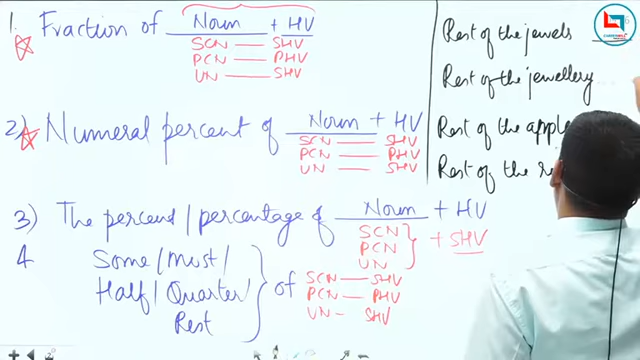 1. Fraction of Noun + HV
SCN — SHV
PCN — PHV
UN — SHV
2) Numeral percent of Noun + HV
SCN — SHV
PCN — PHV
UN — SHV
3) The percent / percentage of Noun + HV
SCN
PCN
UN
+ SHV
4 Some / Most /
Half / Quarter /
Rest
of
SCN — SHV
PCN — PHV
UN — SHV
Rest of the jewels
Rest of the jewellery
Rest of the apple
Rest of the